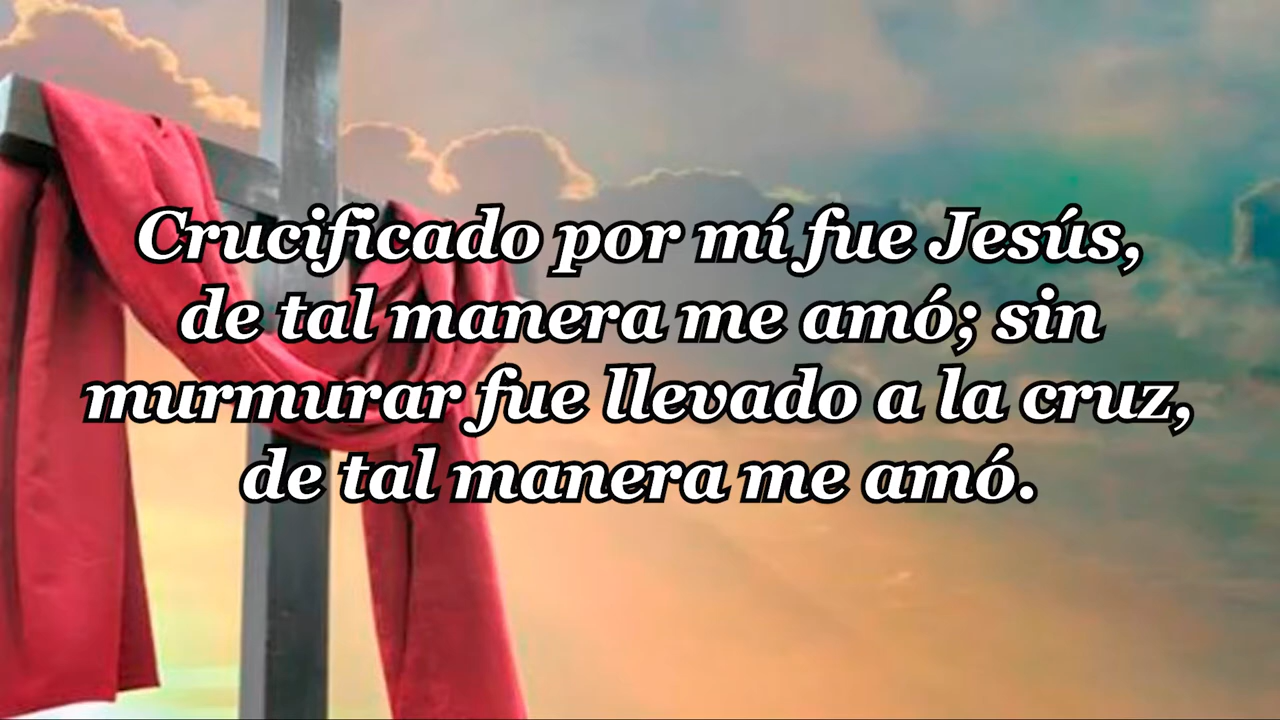 Crucificado por mí fue Jesús,
de tal manera me amó; sin
murmurar fue llevado a la cruz,
de tal manera me amó.